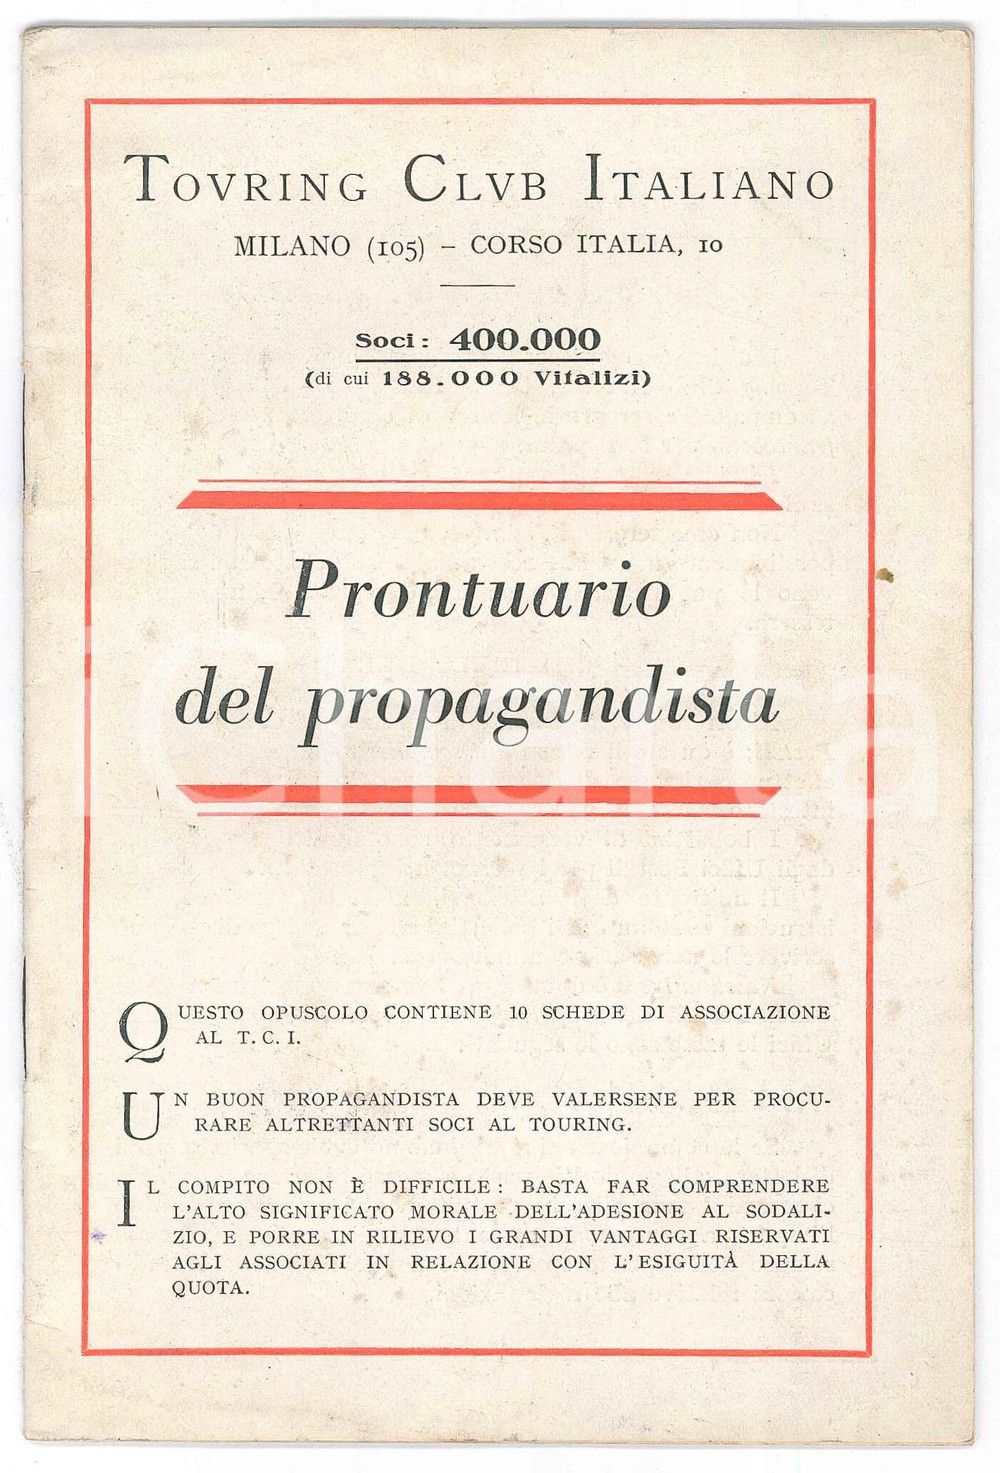 TOVRING CLVB ITALIANO
MILANO (105) – CORSO ITALIA, 10
Soci: 400.000
(di cui 188.000 Vitalizi)
Prontuario
del propagandista
QUESTO OPUSCOLO CONTIENE 10 SCHEDE DI ASSOCIAZIONE
AL T. C. I.
UN BUON PROPAGANDISTA DEVE VALERSENE PER PROCU-
RARE ALTRETTANTI SOCI AL TOURING.
IL COMPITO NON È DIFFICILE: BASTA FAR COMPRENDERE
L'ALTO SIGNIFICATO MORALE DELL'ADESIONE AL SODALI-
ZIO, E PORRE IN RILIEVO I GRANDI VANTAGGI RISERVATI
AGLI ASSOCIATI IN RELAZIONE CON L'ESIGUITÀ DELLA
QUOTA.
iCharta